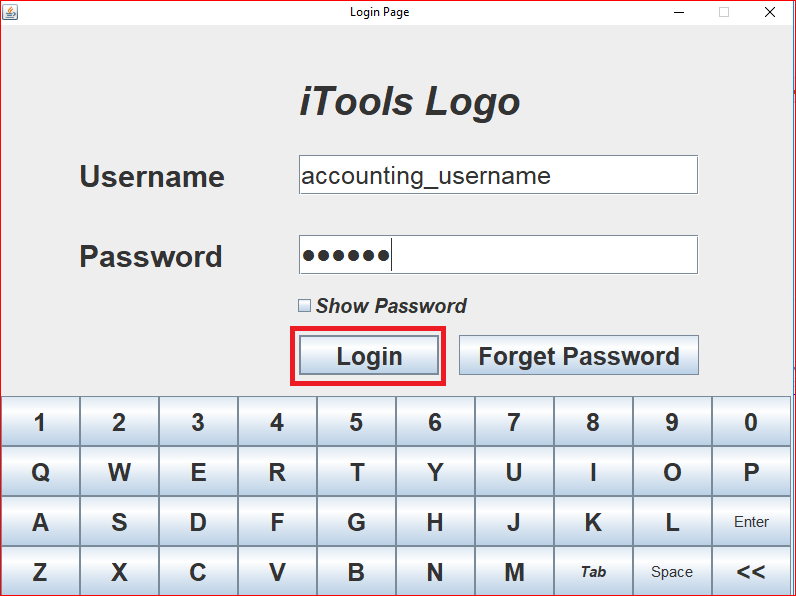 Login Page
iTools Logo
Username
accounting_username
Password
••••••
Show Password
Login Forget Password
1 2 3 4 5 6 7 8 9 0
Q W E R T Y U I O P
A S D F G H J K L Enter
Z X C V B N M Tab Space <<